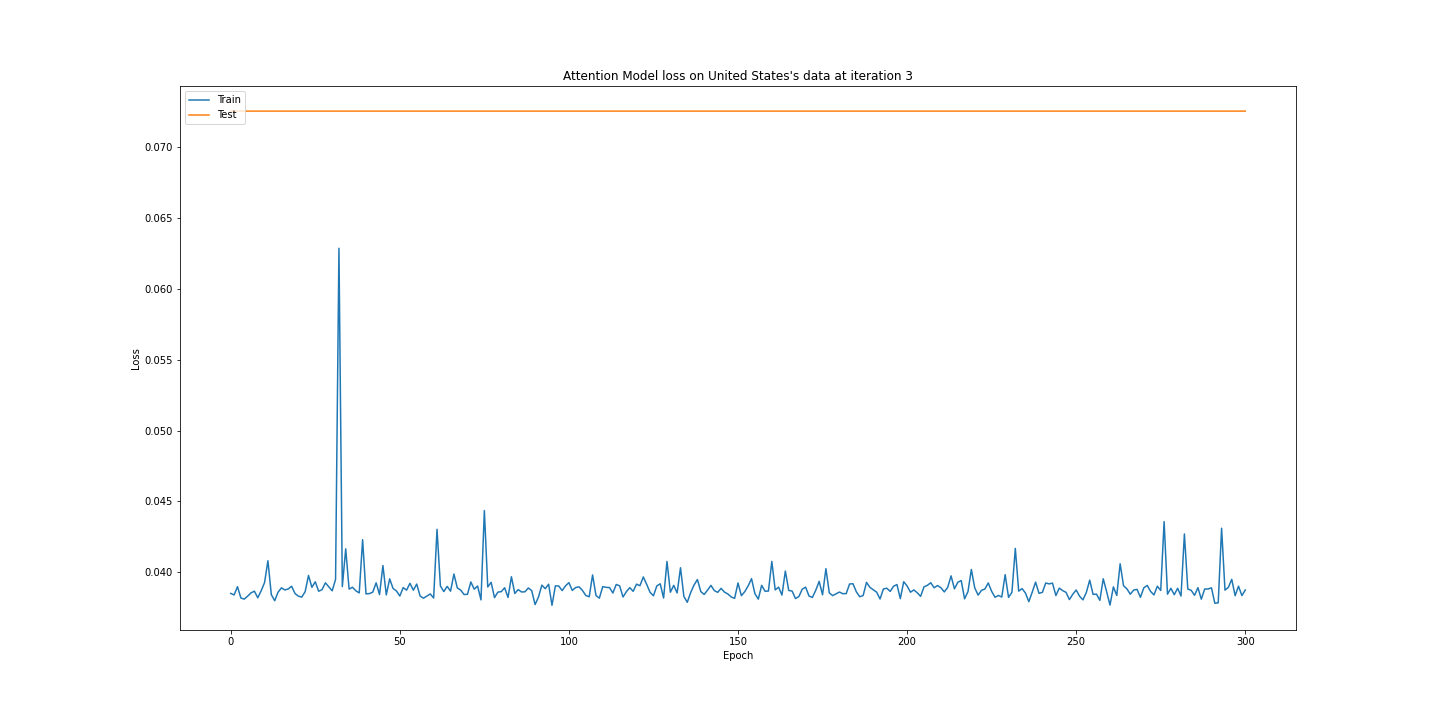 Attention Model loss on United States's data at iteration 3
Train
Test
0.070
0.065
0.060
0.055
0.050
0.045
0.040
Loss
0 50 100 150 200 250 300
Epoch